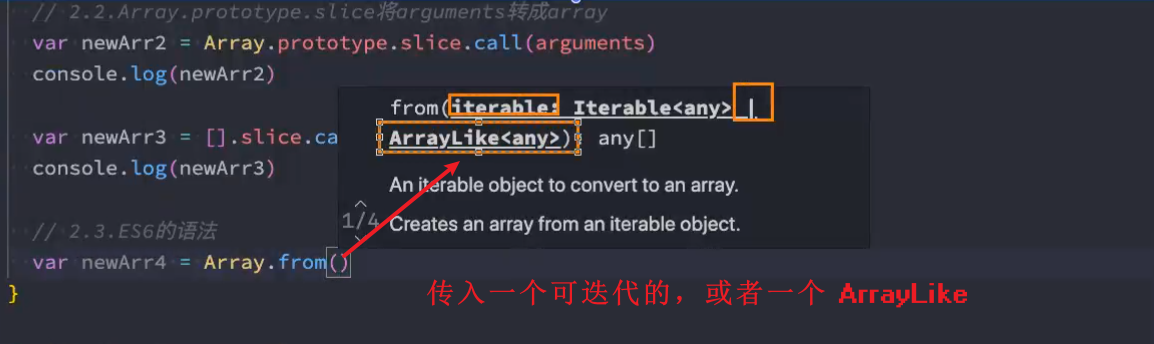 // 2.2.Array.prototype.slice将arguments转成array
var newArr2 = Array.prototype.slice.call(arguments)
console.log(newArr2)
from(iterable: Iterable<any> |
ArrayLike<any>): any[]
var newArr3 = [].slice.ca
console.log(newArr3)
An iterable object to convert to an array.
1/4 Creates an array from an iterable object.
// 2.3.ES6的语法
var newArr4 = Array.from()
}
传入一个可迭代的，或者一个 ArrayLike